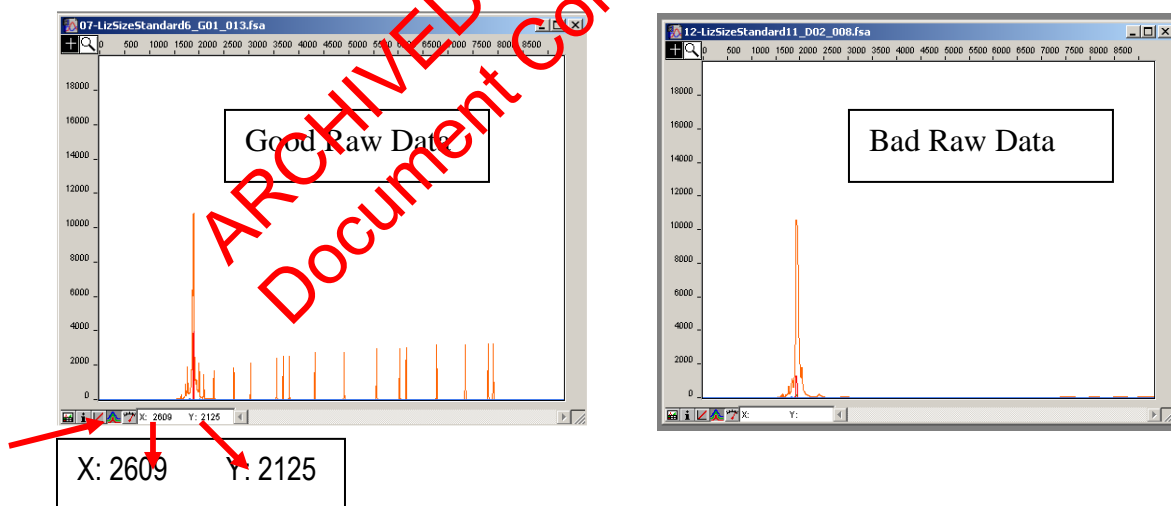 07-LizSizeStandard6_G01_013.fsa
0 500 1000 1500 2000 2500 3000 3500 4000 4500 5000 5500 6000 6500 7000 7500 8000 8500
18000
16000
14000
12000
10000
8000
6000
4000
2000
0
Good Raw Data
X: 2609 Y: 2125
X: 2609 Y: 2125
ARCHIVED
Document Con
12-LizSizeStandard11_D02_008.fsa
0 500 1000 1500 2000 2500 3000 3500 4000 4500 5000 5500 6000 6500 7000 7500 8000 8500
18000
16000
14000
12000
10000
8000
6000
4000
2000
0
Bad Raw Data
X: Y: